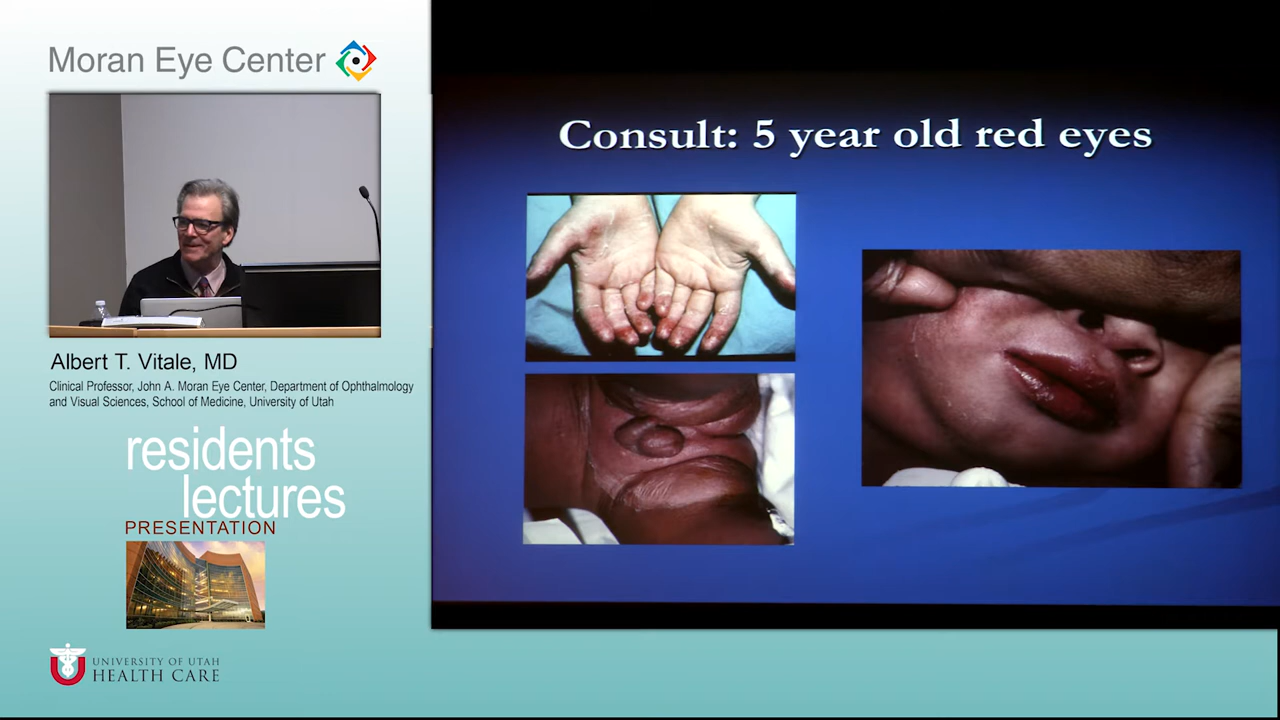 Moran Eye Center
Albert T. Vitale, MD
Clinical Professor, John A. Moran Eye Center, Department of Ophthalmology
and Visual Sciences, School of Medicine, University of Utah
residents
lectures
PRESENTATION
UNIVERSITY OF UTAH
HEALTH CARE
Consult: 5 year old red eyes